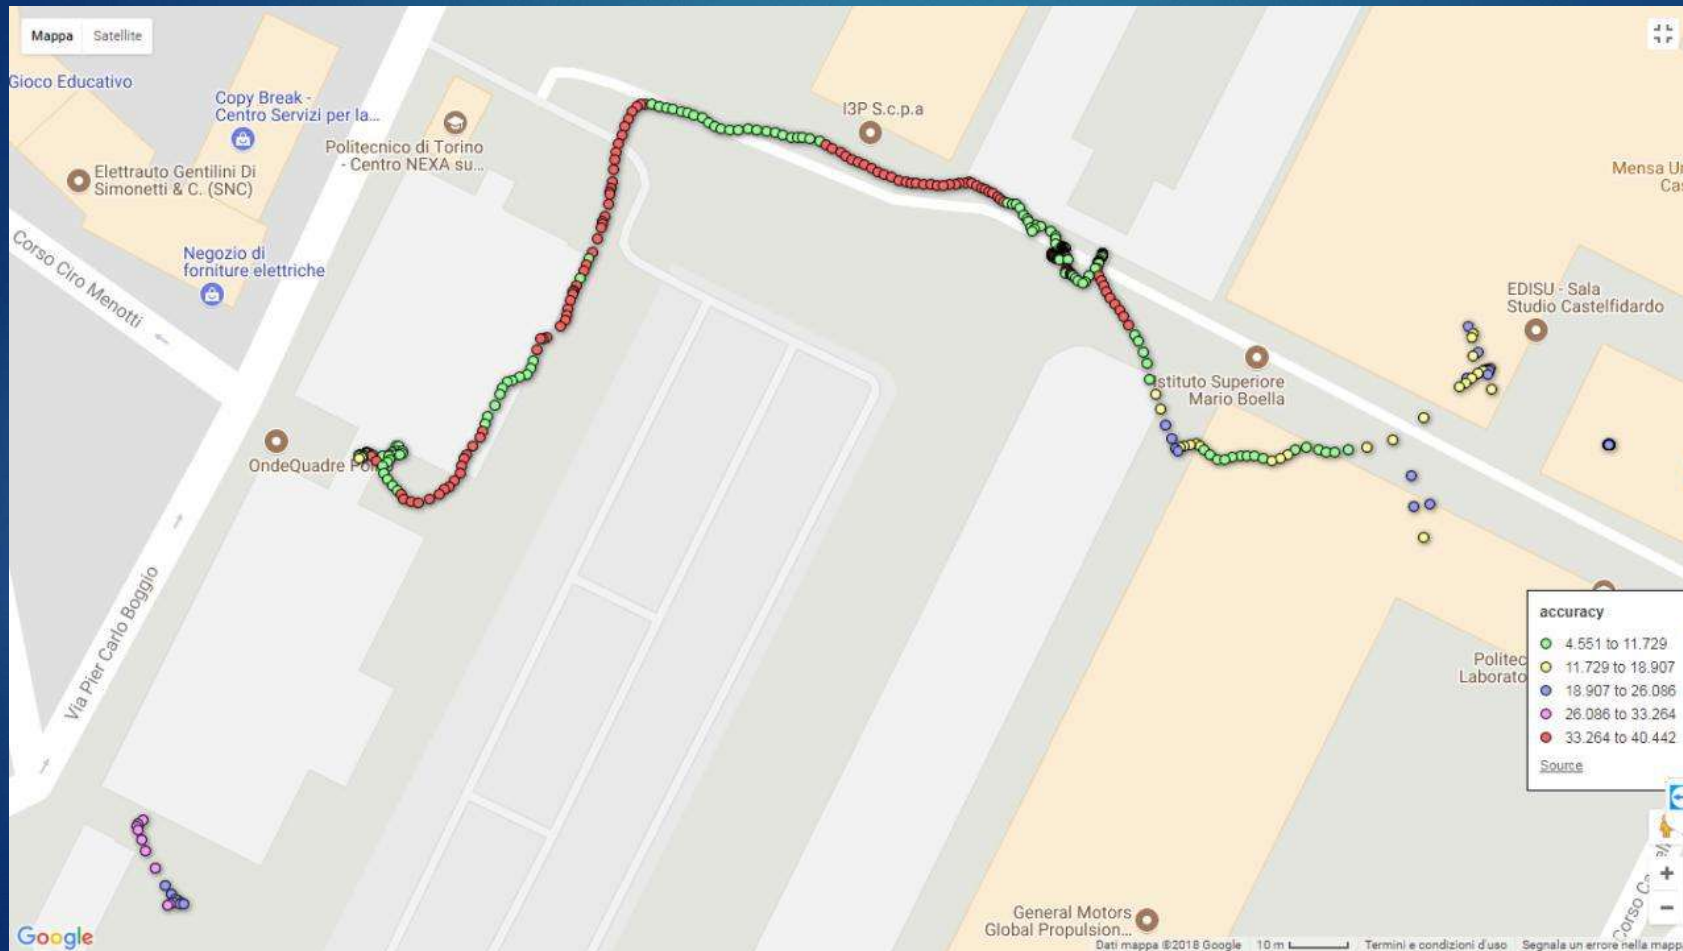 Mappa
Satellite
Gioco Educativo
Copy Break -
Centro Servizi per la...
Politecnico di Torino
- Centro NEXA su...
Elettrauto Gentilini Di
Simonetti & C. (SNC)
I3P S.c.p.a
Mensa Un
Cas
Corso Ciro Menotti
Negozio di
forniture elettriche
EDISU - Sala
Studio Castelfidardo
Istituto Superiore
Mario Boella
OndeQuadre Poli
Via Pier Carlo Boggio
accuracy
4.551 to 11.729
11.729 to 18.907
18.907 to 26.086
26.086 to 33.264
33.264 to 40.442
Source
Politec
Laborato
Corso C
General Motors
Global Propulsion...
Google
Dati mappa ©2018 Google
10 m
Termini e condizioni d'uso
Segnala un errore nella mappa